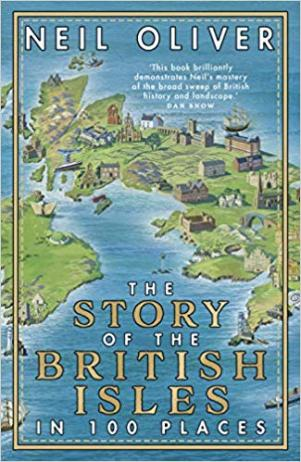 NEIL OLIVER
'This book brilliantly
demonstrates Neil's mastery
of the broad sweep of British
history and landscape.'
DAN SNOW
THE
STORY
OF THE
BRITISH
ISLES
IN 100 PLACES